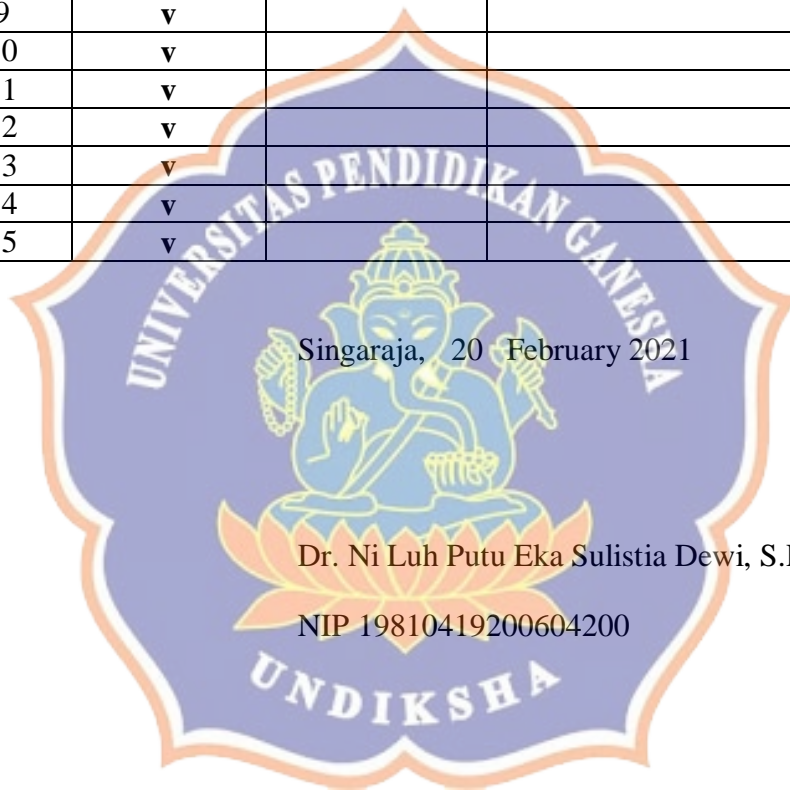 9 v
0 v
1 v
2 v
3 v
4 v
5 v
UNIVERSITAS PENDIDIKAN GANESHA
Singaraja, 20 February 2021
Dr. Ni Luh Putu Eka Sulistia Dewi,
NIP 19810419200604200
UNDIKSHA